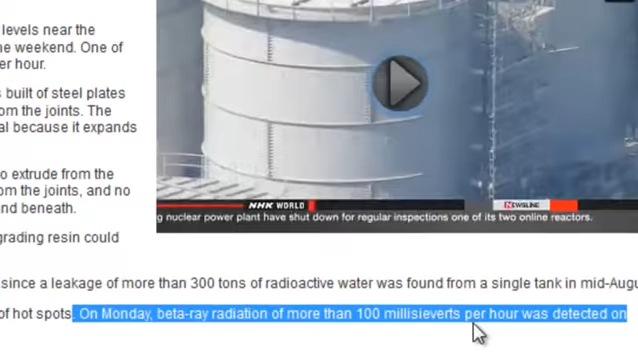 levels near the
he weekend. One of
er hour.
built of steel plates
om the joints. The
al because it expands
o extrude from the
om the joints, and no
nd beneath.
grading resin could
NHK WORLD
NEWSLINE
g nuclear power plant have shut down for regular inspections one of its two online reactors.
since a leakage of more than 300 tons of radioactive water was found from a single tank in mid-Augu
of hot spots. On Monday, beta-ray radiation of more than 100 millisieverts per hour was detected on